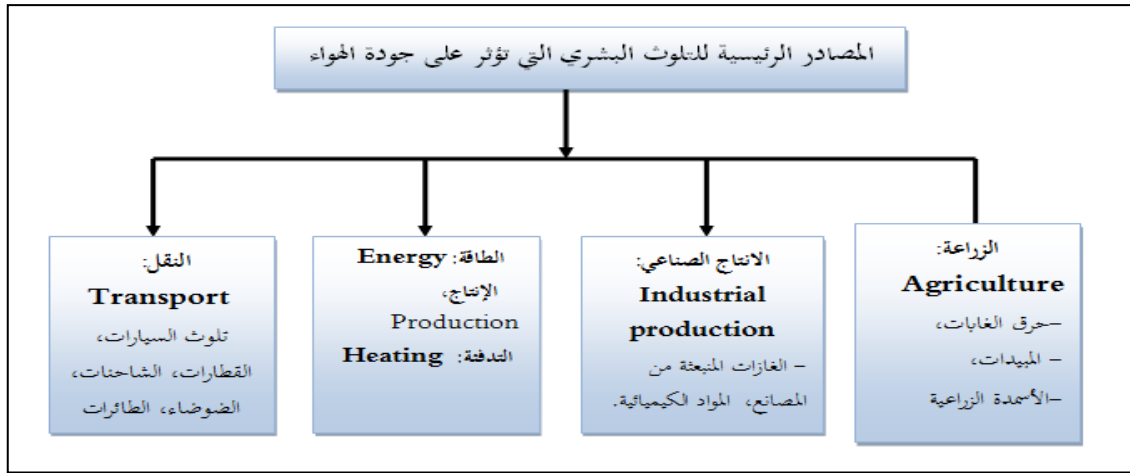 المصادر الرئيسية للتلوث البشري التي تؤثر على جودة الهواء
الزراعة:
Agriculture
–حرق الغابات،
– المبيدات،
–الأسمدة الزراعية
الانتاج الصناعي:
Industrial
production
– الغازات المنبعثة من
المصانع، المواد الكيميائية.
الطاقة: Energy
الإنتاج،
Production
التدفئة: Heating
النقل:
Transport
تلوث السيارات،
القطارات، الشاحنات،
الضوضاء، الطائرات